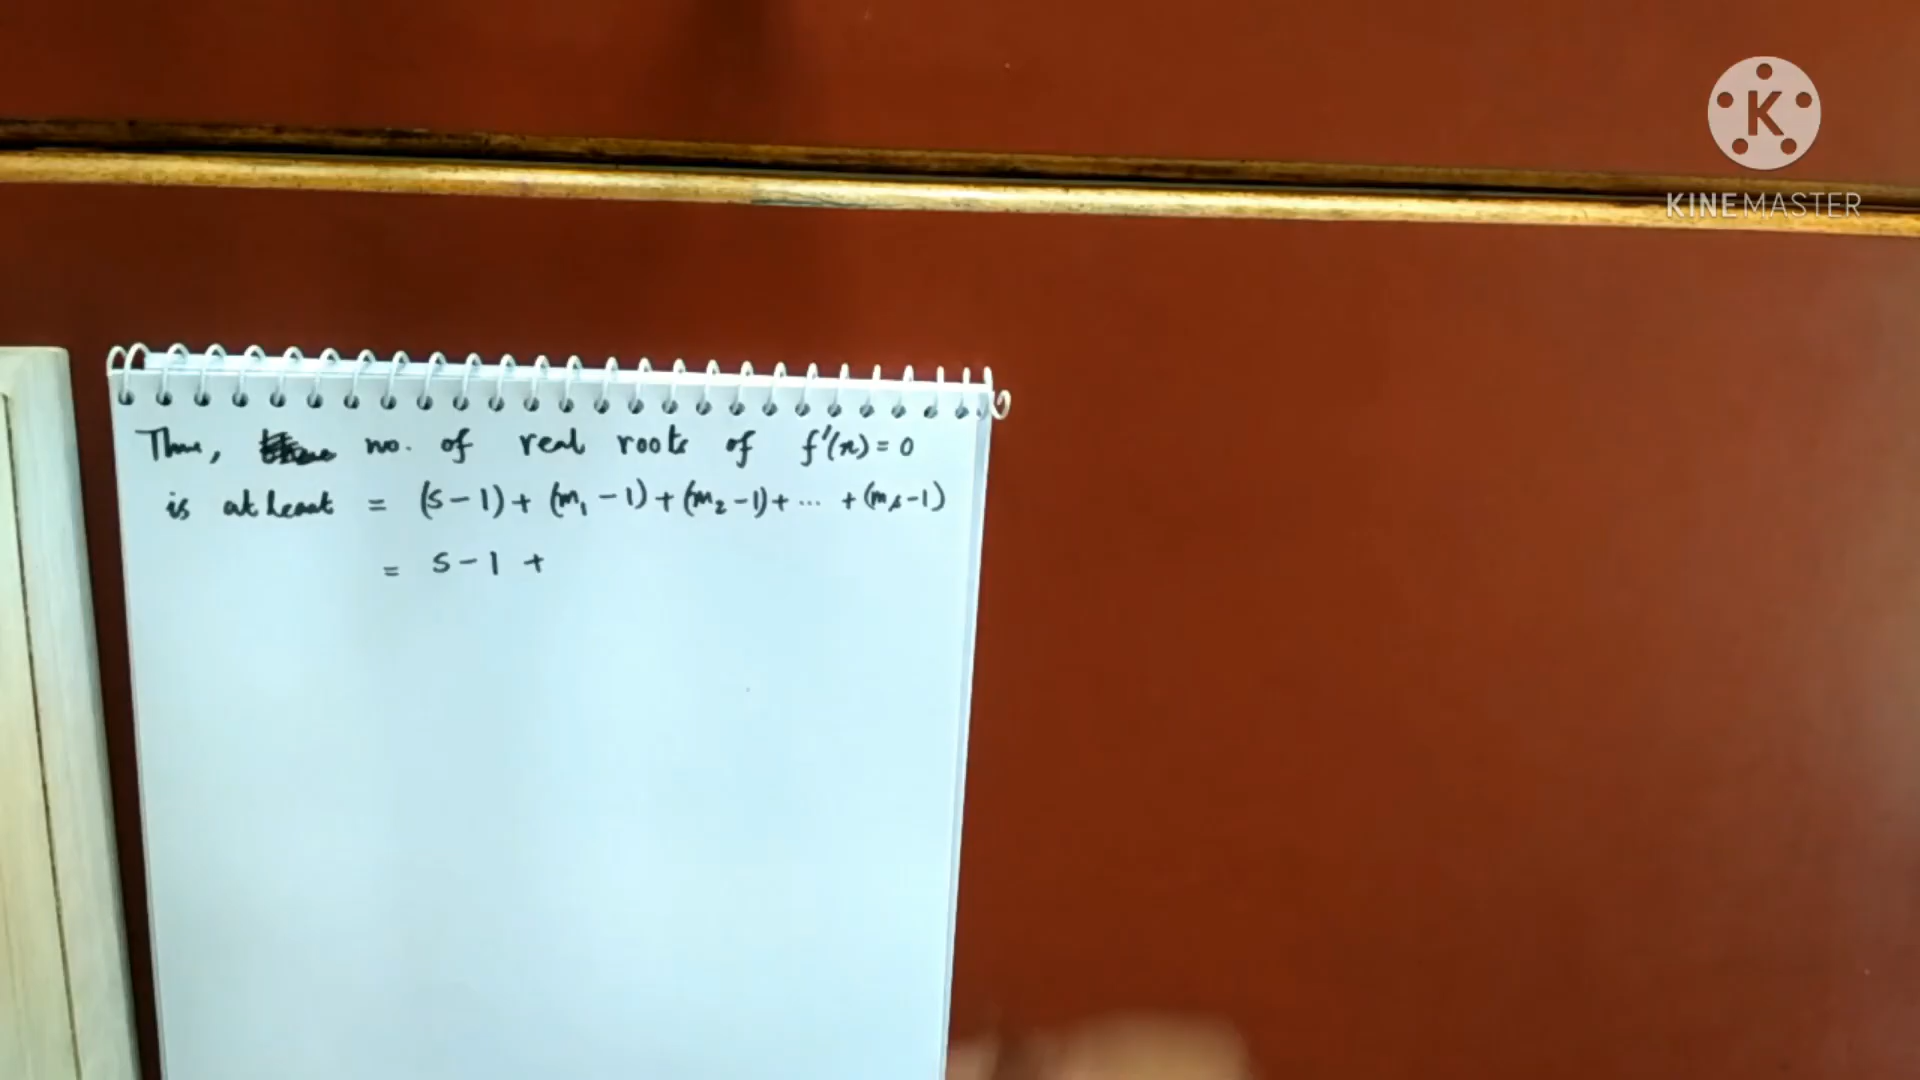 K
KINEMASTER
Thus, no. of real roots of f'(x) = 0
is at least = (s-1) + (m₁ -1) + (m₂ -1) + ... + (mₛ-1)
= s-1 +